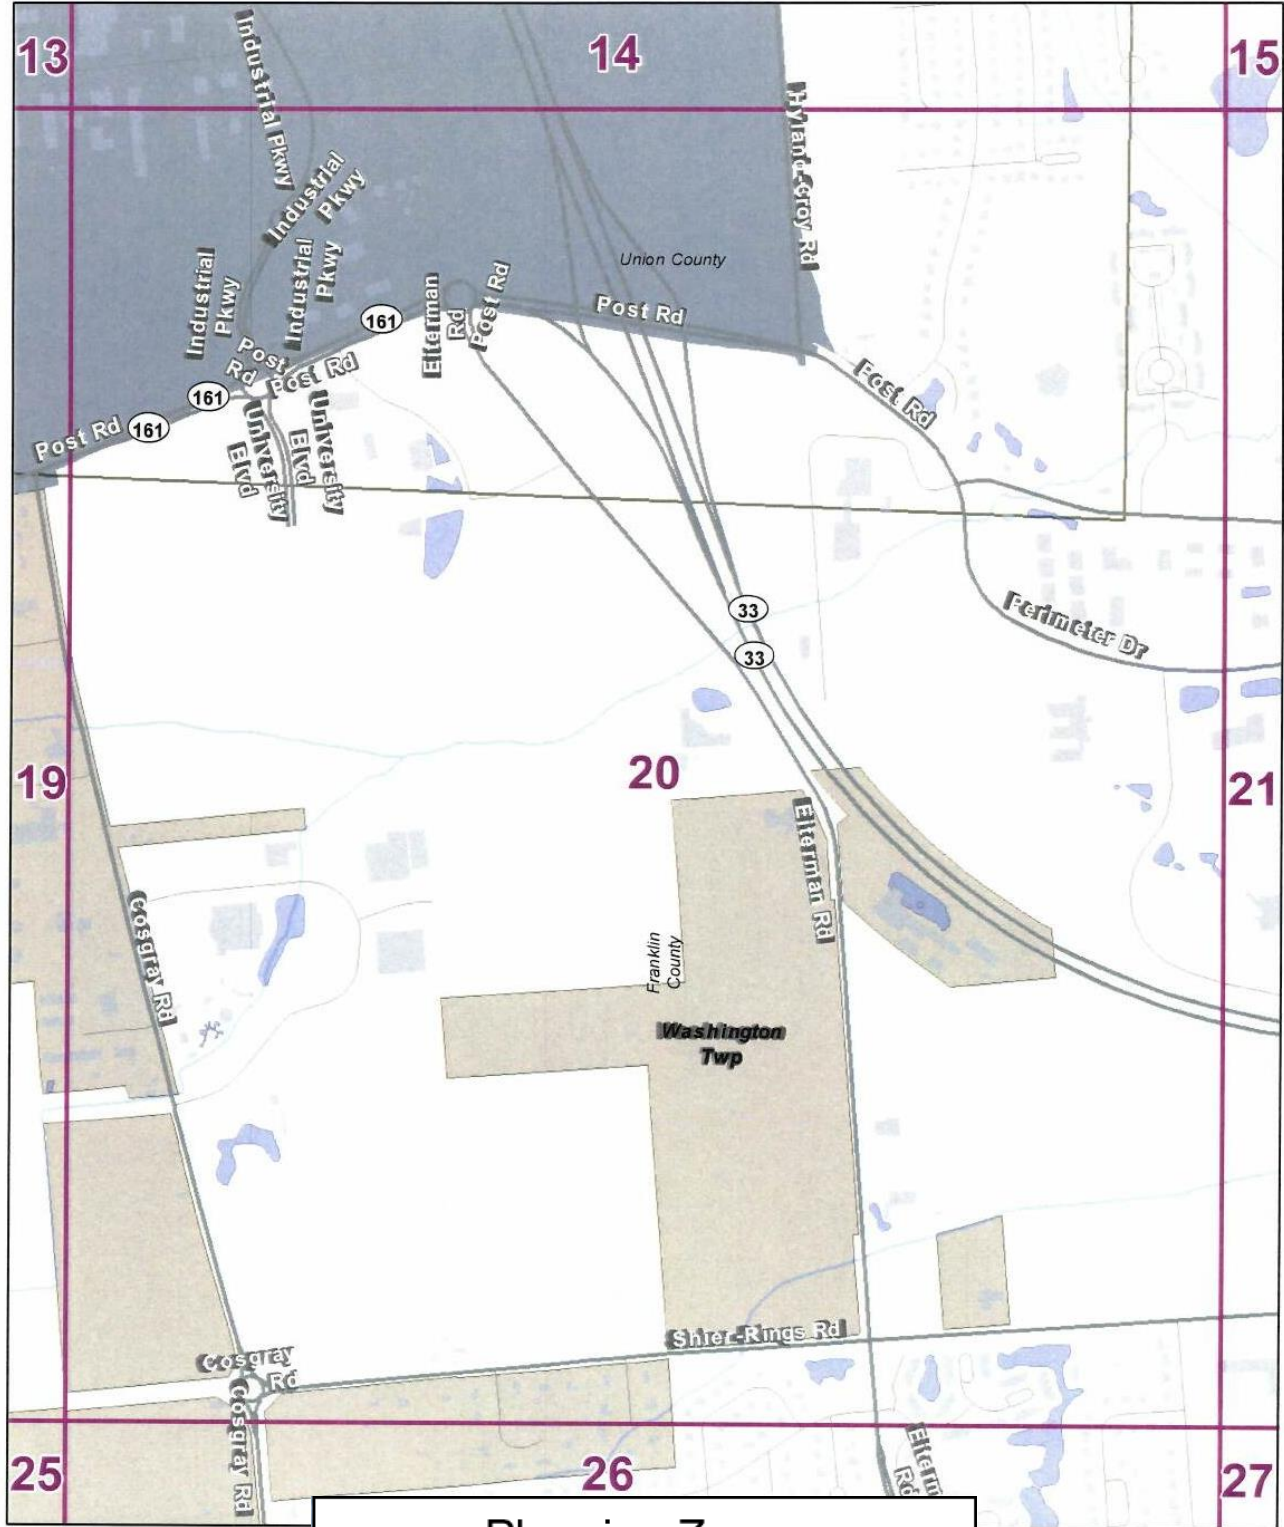 13
14
15
Industrial Pkwy
Hyland-Croy Rd
Industrial
Pkwy
Industrial
Pkwy
Industrial
Pkwy
Union County
Eiterman
Rd
Post Rd
161
Post Rd
Post
Rd
Post Rd
161
Post Rd
161
Post Rd
University
Blvd
University
Blvd
33
Perimeter Dr
33
19
20
21
Eiterman Rd
Cosgray Rd
Franklin
County
Washington
Twp
Shier-Rings Rd
Cosgray
Rd
Cosgray Rd
25
26
27
Rd